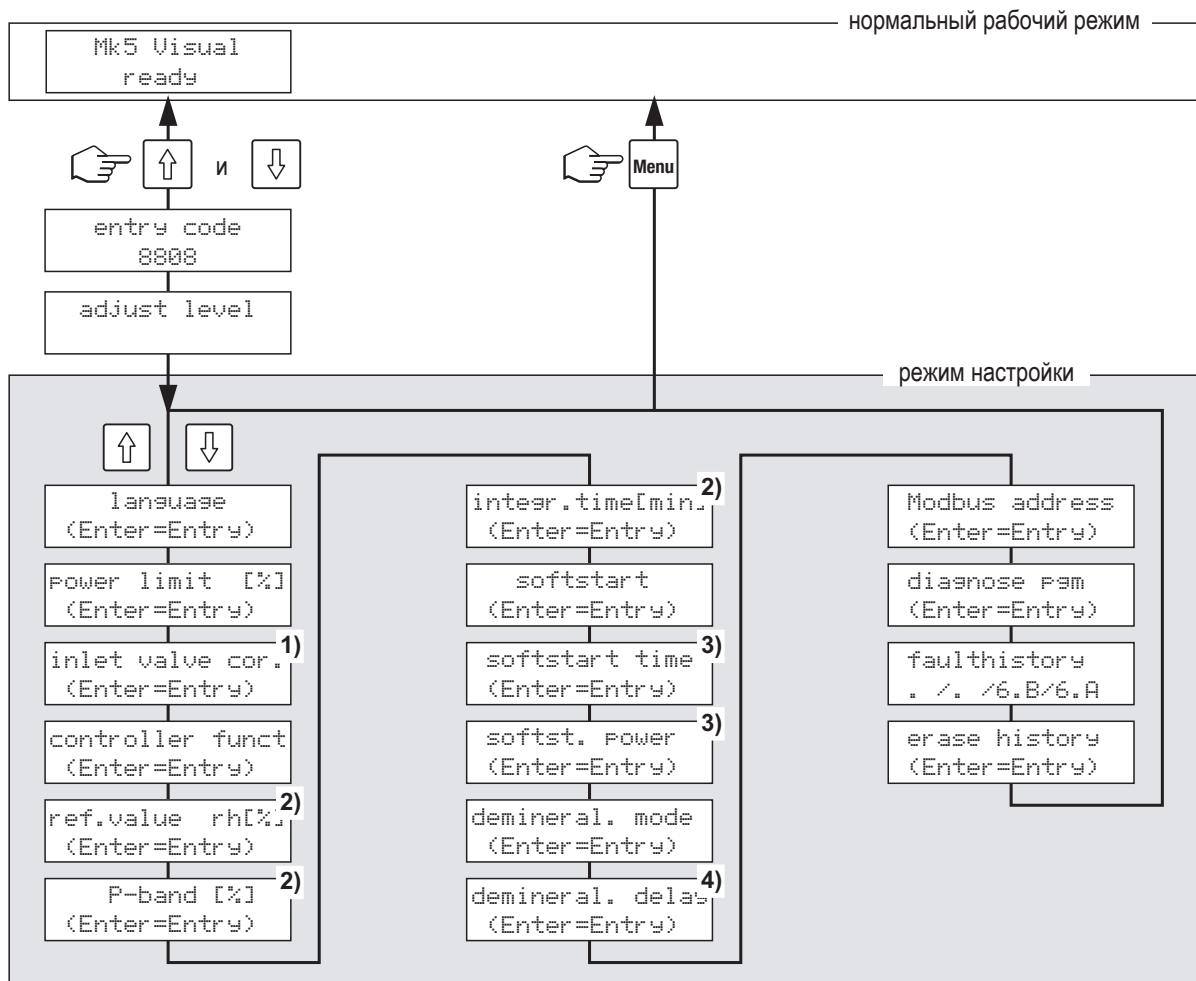 нормальный рабочий режим
Mk5 Visual
ready
и
Menu
entry code
8808
adjust level
режим настройки
language
(Enter=Entry)
power limit [%]
(Enter=Entry)
inlet valve cor. 1)
(Enter=Entry)
controller funct
(Enter=Entry)
ref.value rh[%] 2)
(Enter=Entry)
P-band [%] 2)
(Enter=Entry)
integr.time[min] 2)
(Enter=Entry)
softstart
(Enter=Entry)
softstart time 3)
(Enter=Entry)
softst. power 3)
(Enter=Entry)
demineral. mode
(Enter=Entry)
demineral. delay 4)
(Enter=Entry)
Modbus address
(Enter=Entry)
diagnose pgm
(Enter=Entry)
faulthistory
. /. /6.B/6.A
erase history
(Enter=Entry)